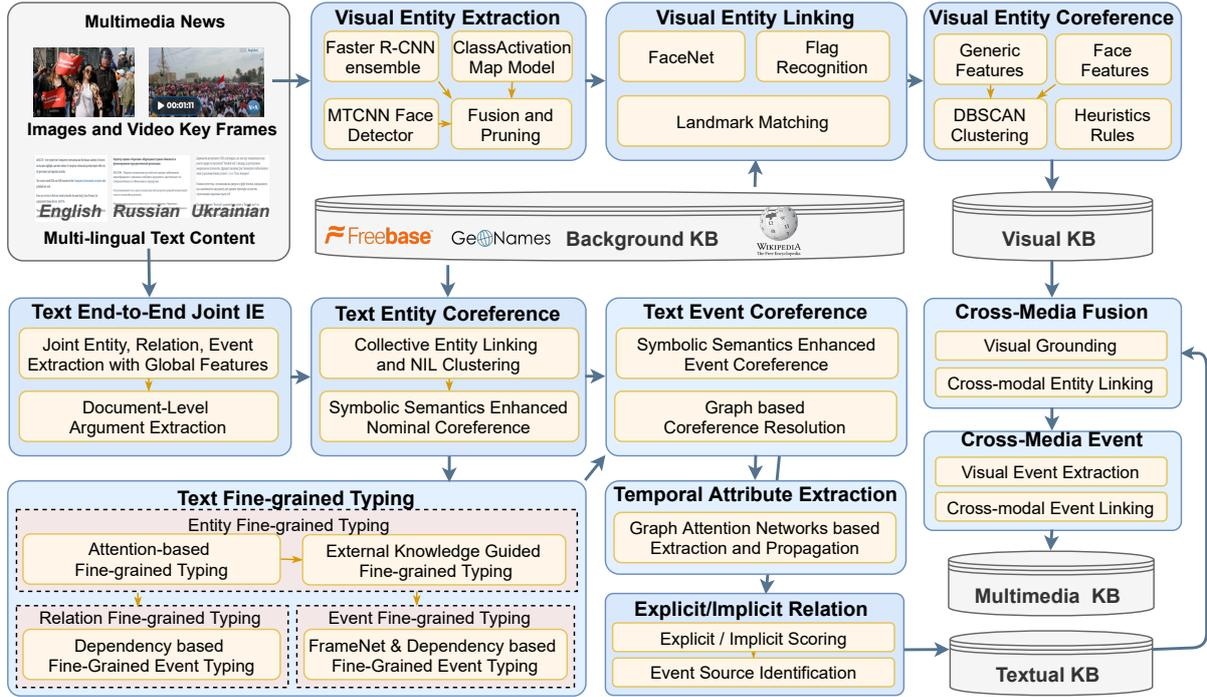 Multimedia News
00:01:11
Images and Video Key Frames
English Russian Ukrainian
Multi-lingual Text Content
Visual Entity Extraction
Faster R-CNN
ensemble
ClassActivation
Map Model
MTCNN Face
Detector
Fusion and
Pruning
Visual Entity Linking
FaceNet
Flag
Recognition
Landmark Matching
Visual Entity Coreference
Generic
Features
Face
Features
DBSCAN
Clustering
Heuristics
Rules
Freebase
GeoNames
Background KB
WIKIPEDIA
The Free Encyclopedia
Visual KB
Text End-to-End Joint IE
Joint Entity, Relation, Event
Extraction with Global Features
Document-Level
Argument Extraction
Text Entity Coreference
Collective Entity Linking
and NIL Clustering
Symbolic Semantics Enhanced
Nominal Coreference
Text Event Coreference
Symbolic Semantics Enhanced
Event Coreference
Graph based
Coreference Resolution
Cross-Media Fusion
Visual Grounding
Cross-modal Entity Linking
Cross-Media Event
Visual Event Extraction
Cross-modal Event Linking
Text Fine-grained Typing
Entity Fine-grained Typing
Attention-based
Fine-grained Typing
External Knowledge Guided
Fine-grained Typing
Relation Fine-grained Typing
Dependency based
Fine-Grained Event Typing
Event Fine-grained Typing
FrameNet & Dependency based
Fine-Grained Event Typing
Temporal Attribute Extraction
Graph Attention Networks based
Extraction and Propagation
Explicit/Implicit Relation
Explicit / Implicit Scoring
Event Source Identification
Multimedia KB
Textual KB